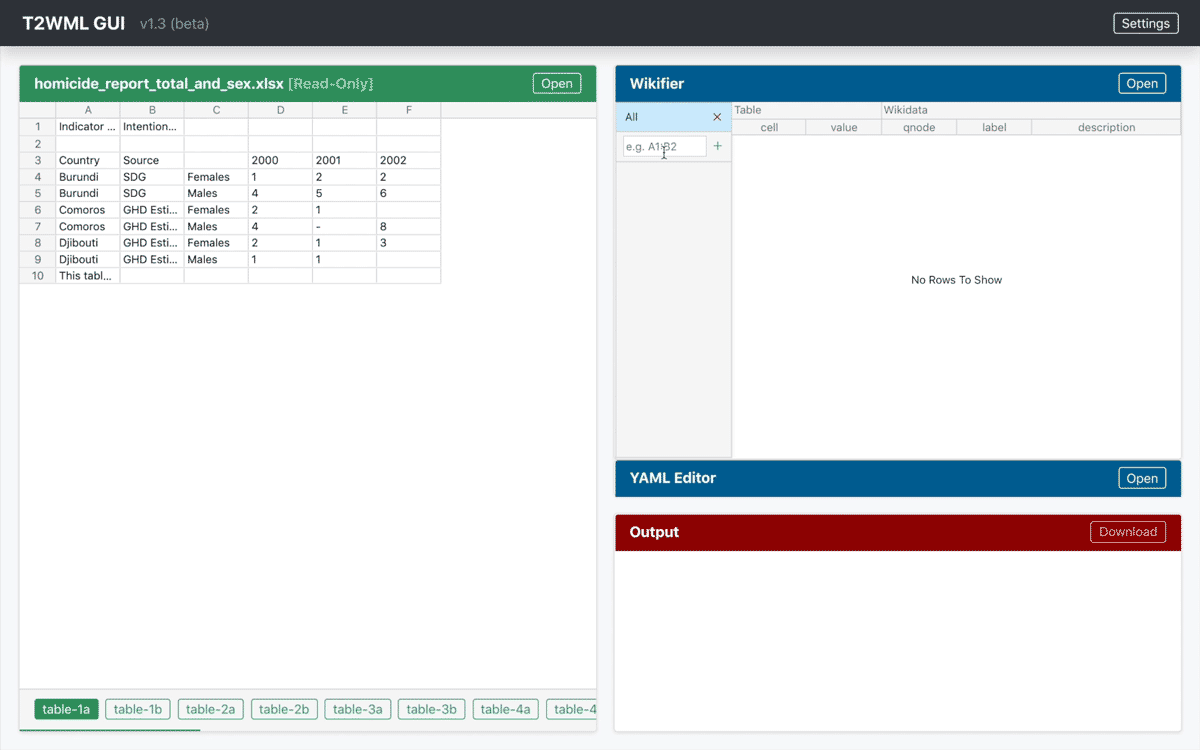 T2WML GUI v1.3 (beta) Settings
homicide_report_total_and_sex.xlsx [Read-Only] Open
A B C D E F
1 Indicator ... Intention...
2
3 Country Source 2000 2001 2002
4 Burundi SDG Females 1 2 2
5 Burundi SDG Males 4 5 6
6 Comoros GHD Esti... Females 2 1
7 Comoros GHD Esti... Males 4 - 8
8 Djibouti GHD Esti... Females 2 1 3
9 Djibouti GHD Esti... Males 1 1
10 This tabl...
table-1a table-1b table-2a table-2b table-3a table-3b table-4a table-4
Wikifier Open
All ×
e.g. A1:B2 +
Table Wikidata
cell value qnode label description
No Rows To Show
YAML Editor Open
Output Download